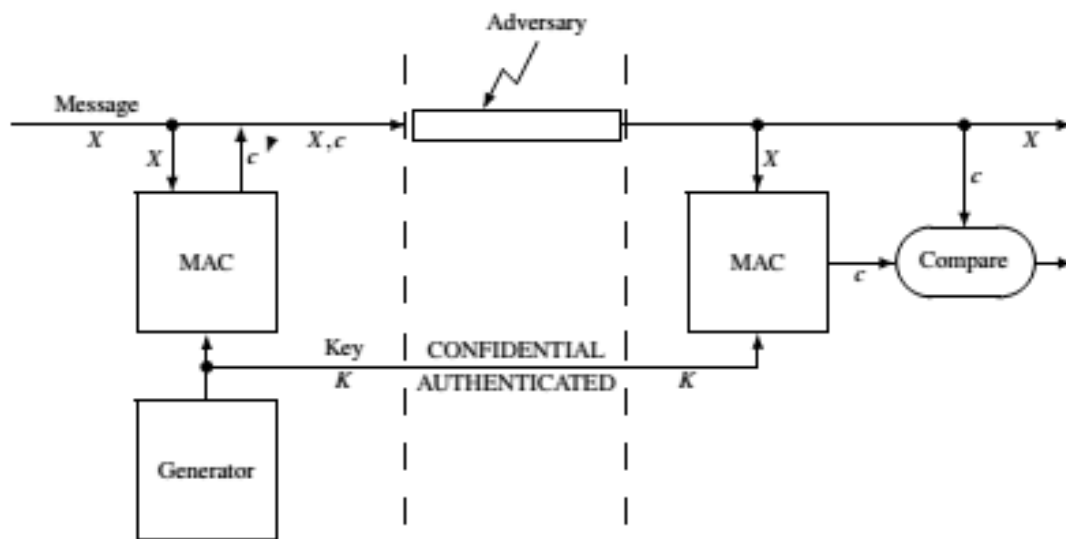 Adversary
Message
X
X
c
X,c
X
c
X
MAC
MAC
c
Compare
Key
K
CONFIDENTIAL
AUTHENTICATED
K
Generator